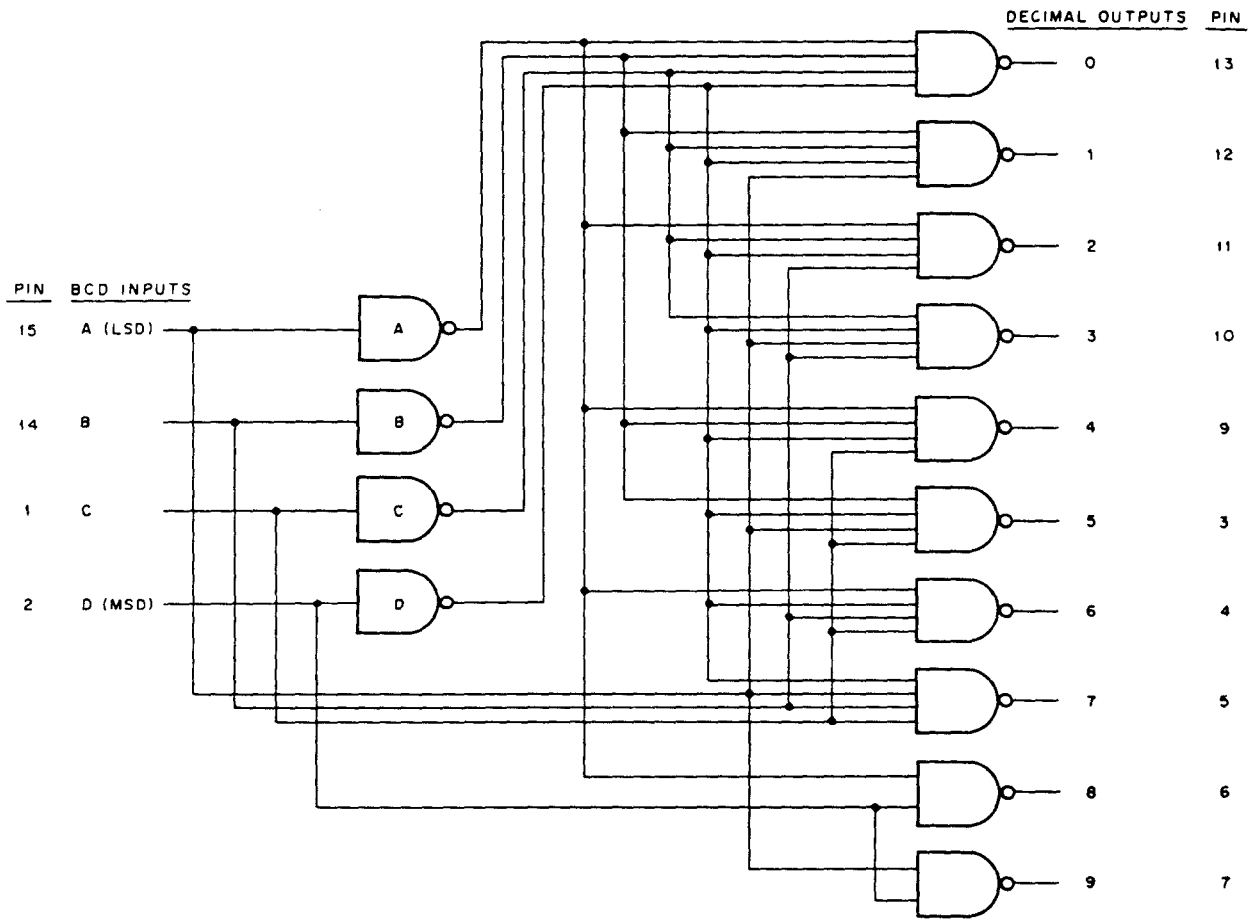 DECIMAL OUTPUTS PIN
0 13
1 12
2 11
PIN BCD INPUTS
15 A (LSD) A 3 10
14 B B 4 9
1 C C 5 3
2 D (MSD) D 6 4
7 5
8 6
9 7